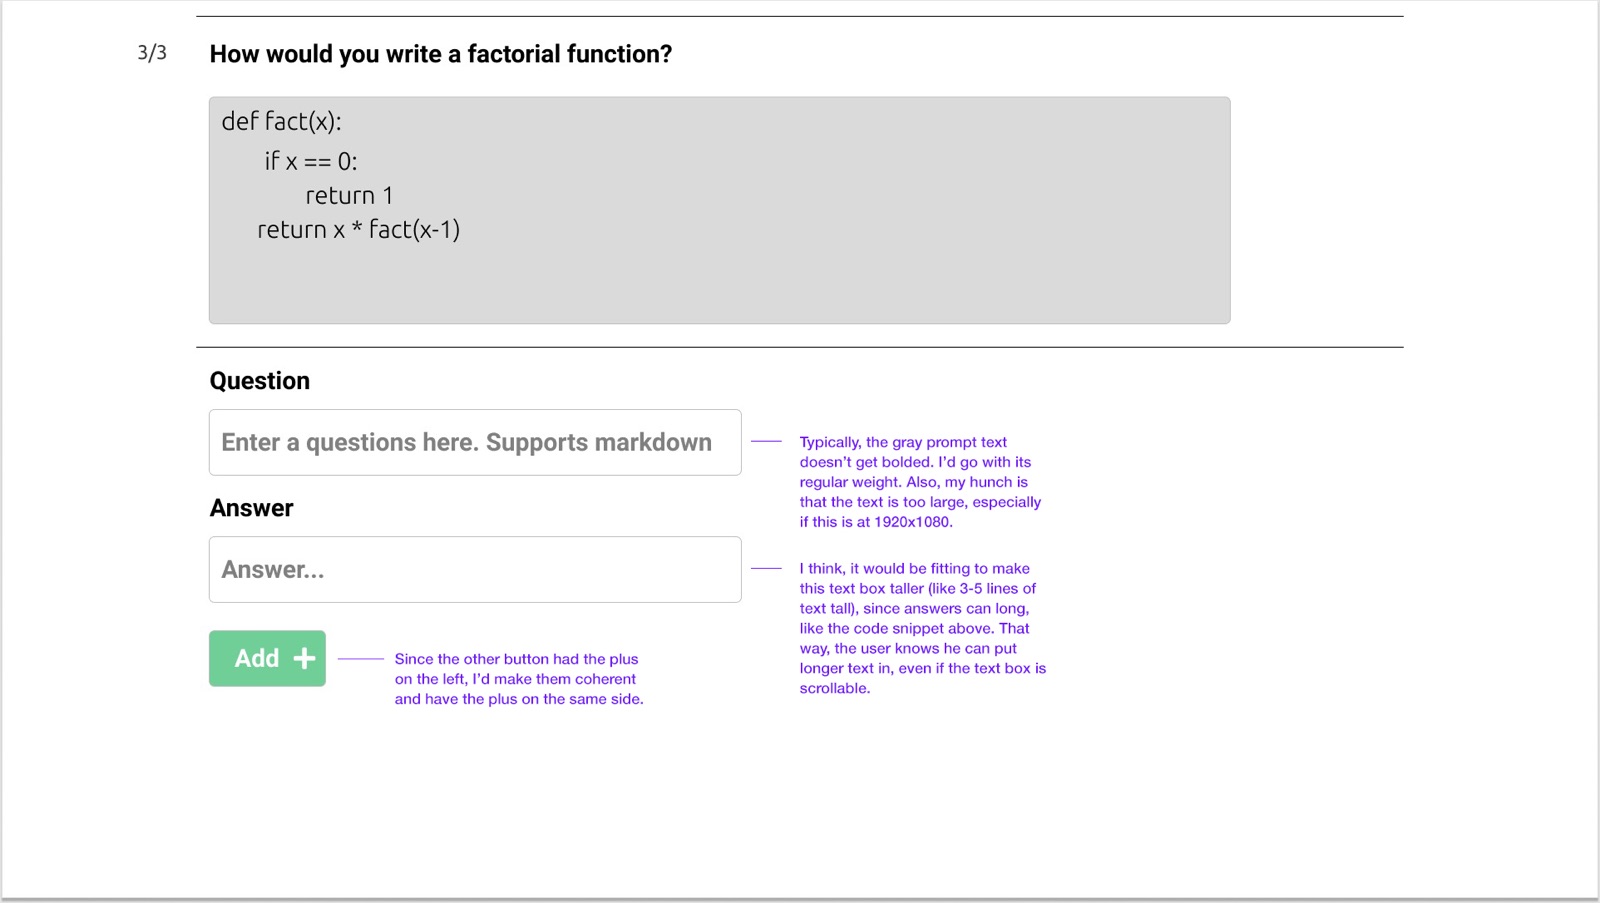 3/3 How would you write a factorial function?
def fact(x):
if x == 0:
return 1
return x * fact(x-1)
Question
Enter a questions here. Supports markdown
Typically, the gray prompt text
doesn’t get bolded. I’d go with its
regular weight. Also, my hunch is
that the text is too large, especially
if this is at 1920x1080.
Answer
Answer...
I think, it would be fitting to make
this text box taller (like 3-5 lines of
text tall), since answers can long,
like the code snippet above. That
way, the user knows he can put
longer text in, even if the text box is
scrollable.
Add +
Since the other button had the plus
on the left, I’d make them coherent
and have the plus on the same side.